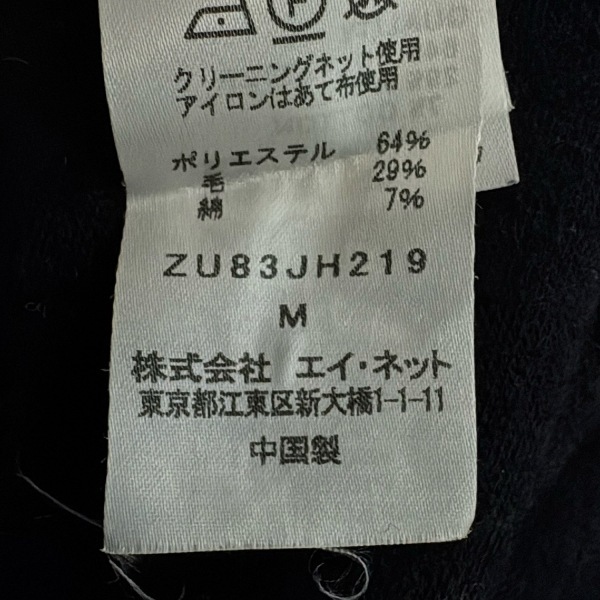 クリーニングネット使用
アイロンはあて布使用
ポリエステル 64%
毛 29%
綿 7%
ZU83JH219
M
株式会社 エイ・ネット
東京都江東区新大橋1-1-11
中国製